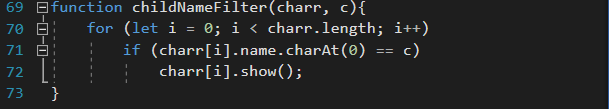 69 function childNameFilter(charr, c){
70 for (let i = 0; i < charr.length; i++)
71 if (charr[i].name.charAt(0) == c)
72 charr[i].show();
73 }